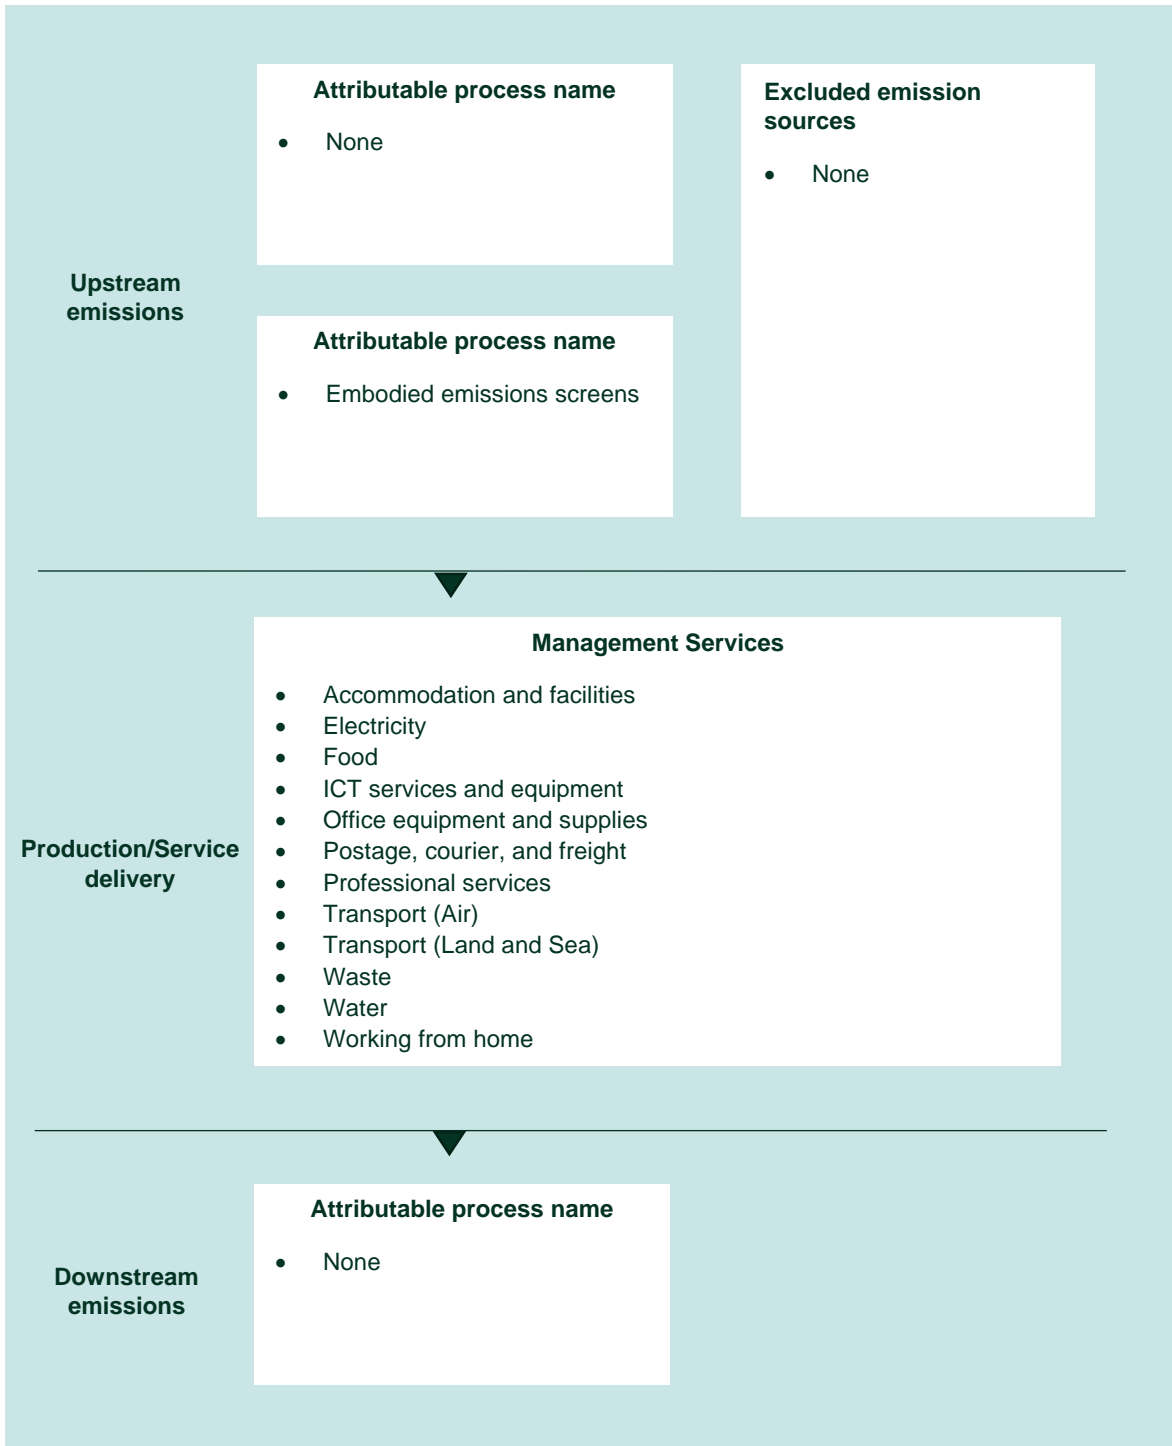 Attributable process name
• None
Excluded emission
sources
• None
Upstream
emissions
Attributable process name
• Embodied emissions screens
Management Services
• Accommodation and facilities
• Electricity
• Food
• ICT services and equipment
• Office equipment and supplies
• Postage, courier, and freight
• Professional services
• Transport (Air)
• Transport (Land and Sea)
• Waste
• Water
• Working from home
Production/Service
delivery
Attributable process name
• None
Downstream
emissions